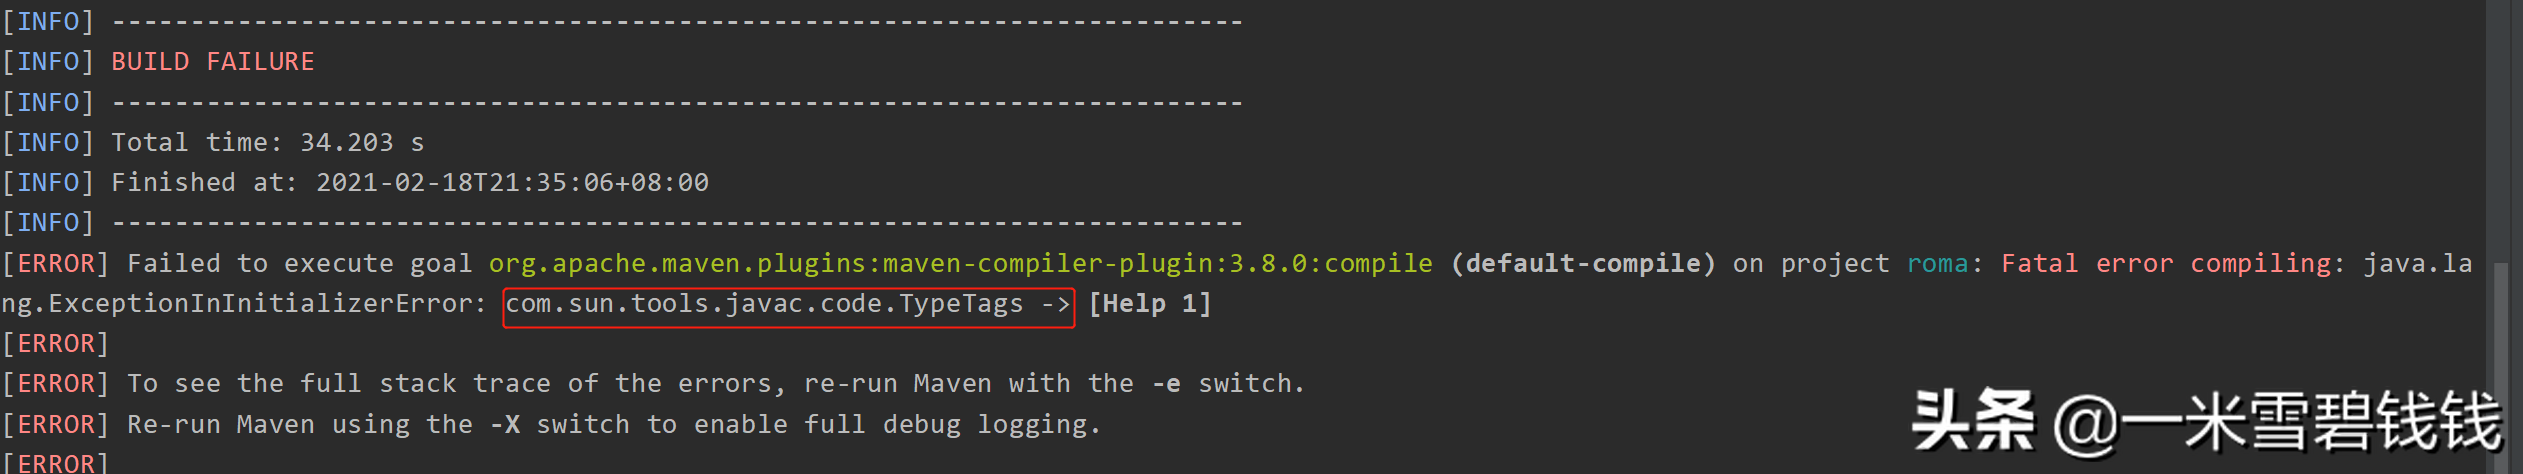 [INFO] ------------------------------------------------------------------------
[INFO] BUILD FAILURE
[INFO] ------------------------------------------------------------------------
[INFO] Total time: 34.203 s
[INFO] Finished at: 2021-02-18T21:35:06+08:00
[INFO] ------------------------------------------------------------------------
[ERROR] Failed to execute goal org.apache.maven.plugins:maven-compiler-plugin:3.8.0:compile (default-compile) on project roma: Fatal error compiling: java.la
ng.ExceptionInInitializerError: com.sun.tools.javac.code.TypeTags -> [Help 1]
[ERROR]
[ERROR] To see the full stack trace of the errors, re-run Maven with the -e switch.
[ERROR] Re-run Maven using the -X switch to enable full debug logging.
[ERROR]
头条 @一米雪碧钱钱